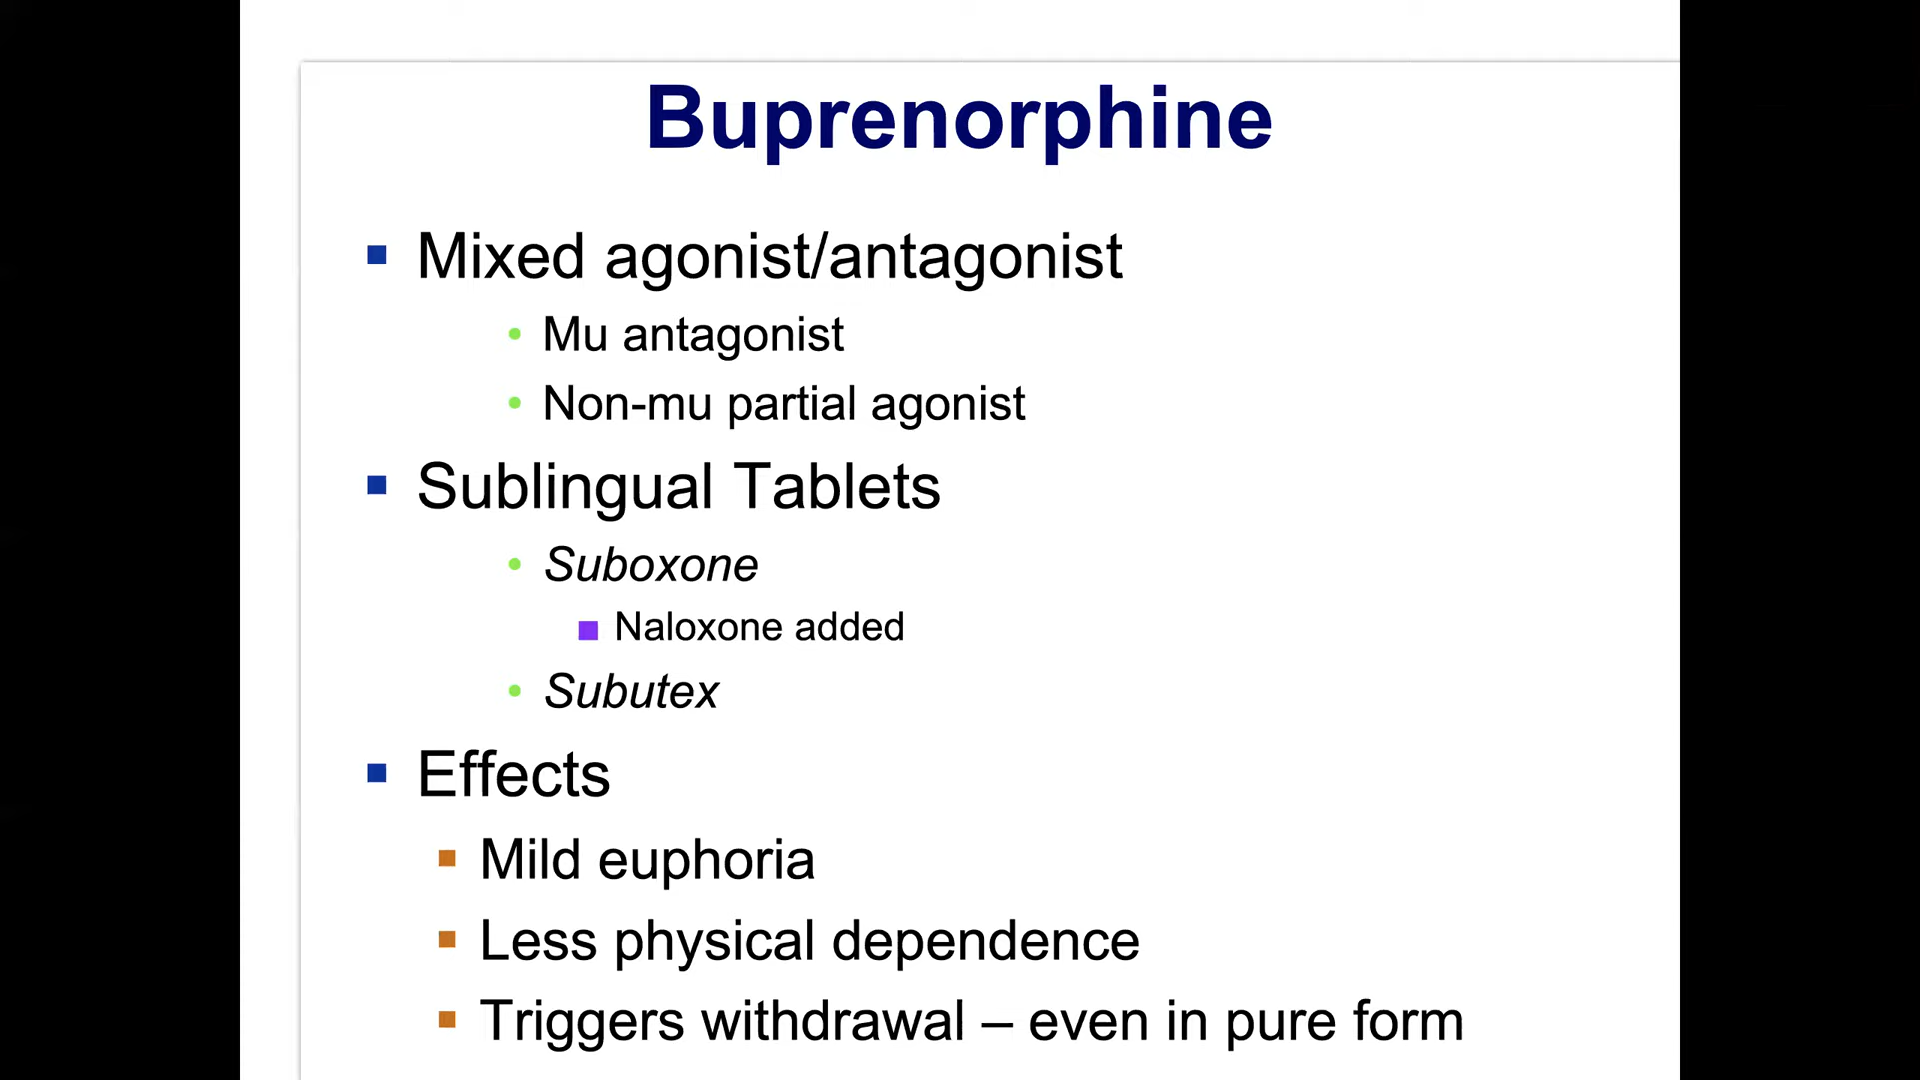 Buprenorphine
Mixed agonist/antagonist
Mu antagonist
Non-mu partial agonist
Sublingual Tablets
Suboxone
Naloxone added
Subutex
Effects
Mild euphoria
Less physical dependence
Triggers withdrawal – even in pure form